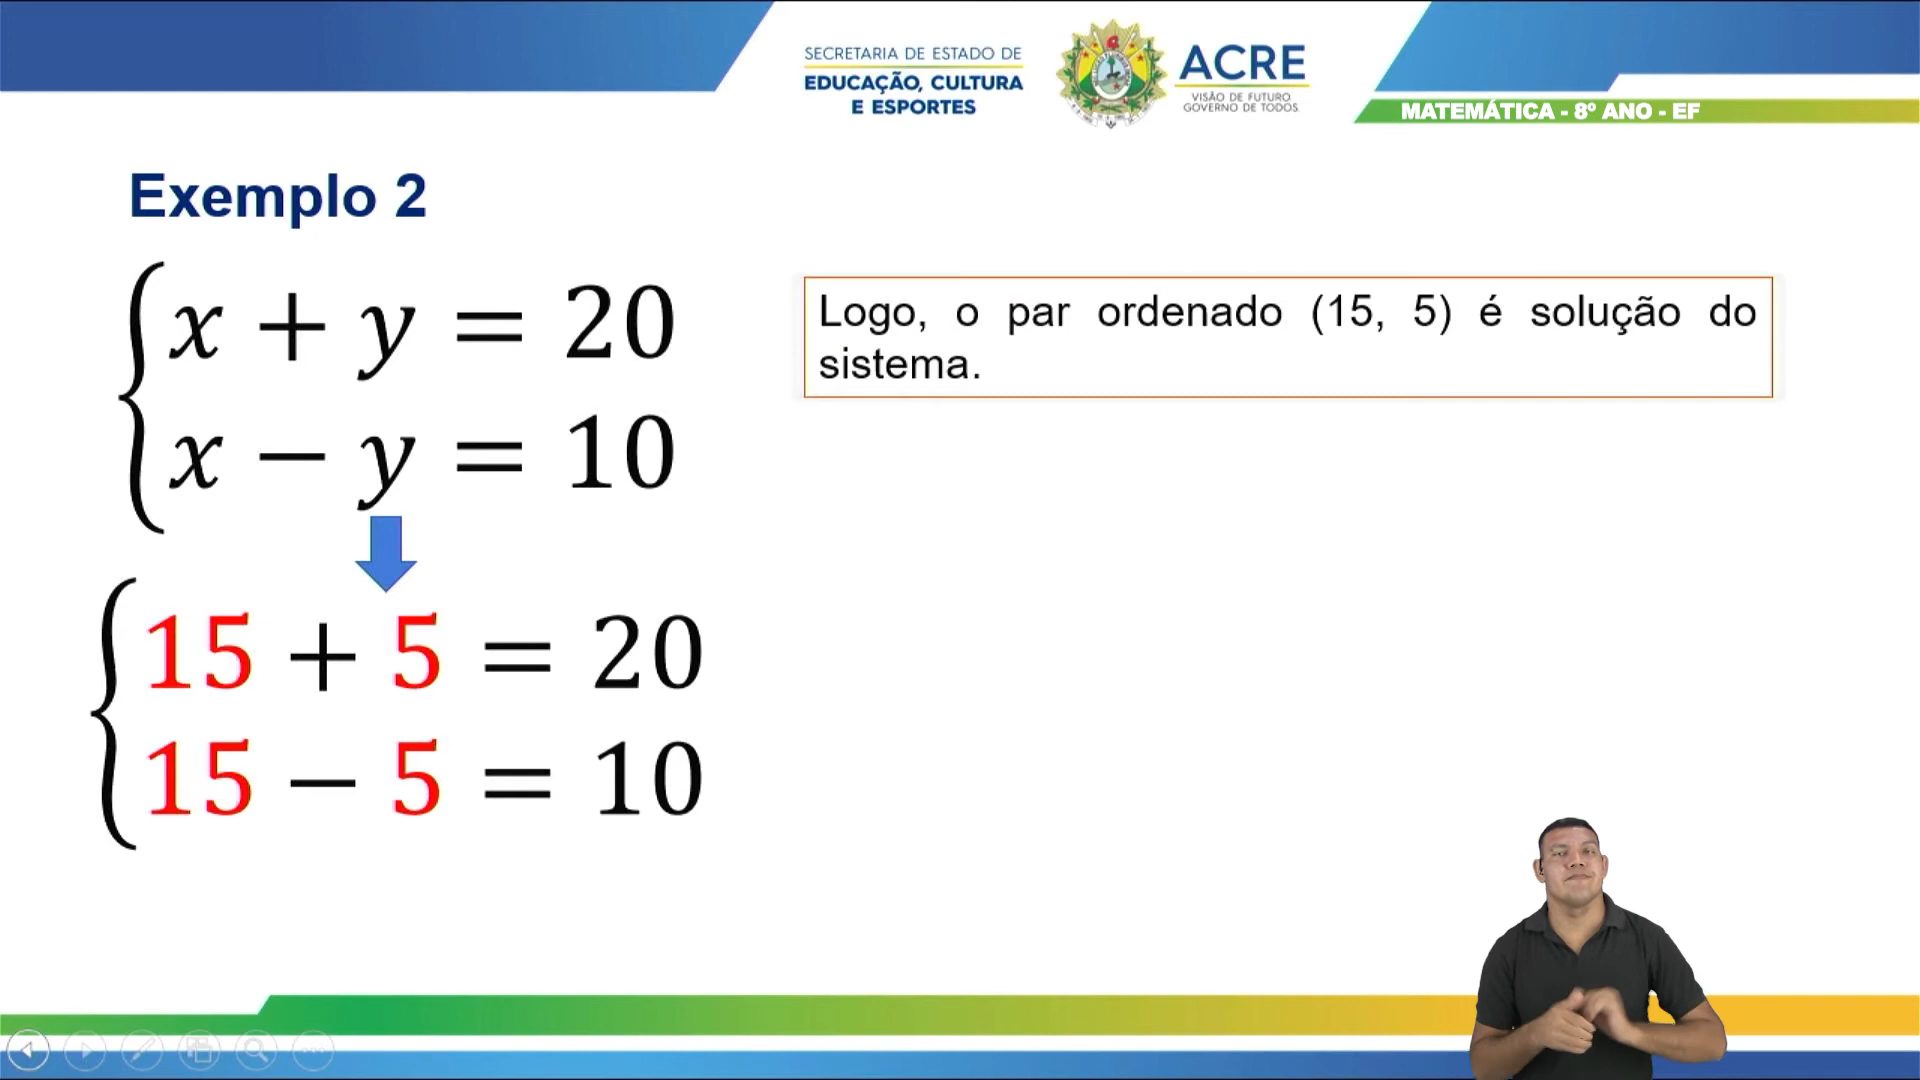 SECRETARIA DE ESTADO DE
EDUCAÇÃO, CULTURA
E ESPORTES
ACRE
VISÃO DE FUTURO
GOVERNO DE TODOS
MATEMÁTICA - 8º ANO - EF
Exemplo 2
x + y = 20
x − y = 10
Logo, o par ordenado (15, 5) é solução do
sistema.
15 + 5 = 20
15 − 5 = 10